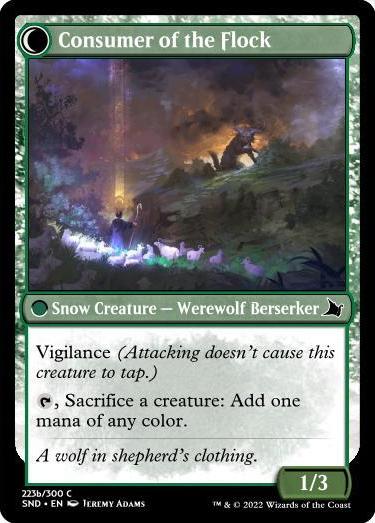 Consumer of the Flock
Snow Creature — Werewolf Berserker
Vigilance (Attacking doesn't cause this
creature to tap.)
, Sacrifice a creature: Add one
mana of any color.
A wolf in shepherd's clothing.
1/3
223b/300 C
SND • EN Jeremy Adams
™ & © 2022 Wizards of the Coast